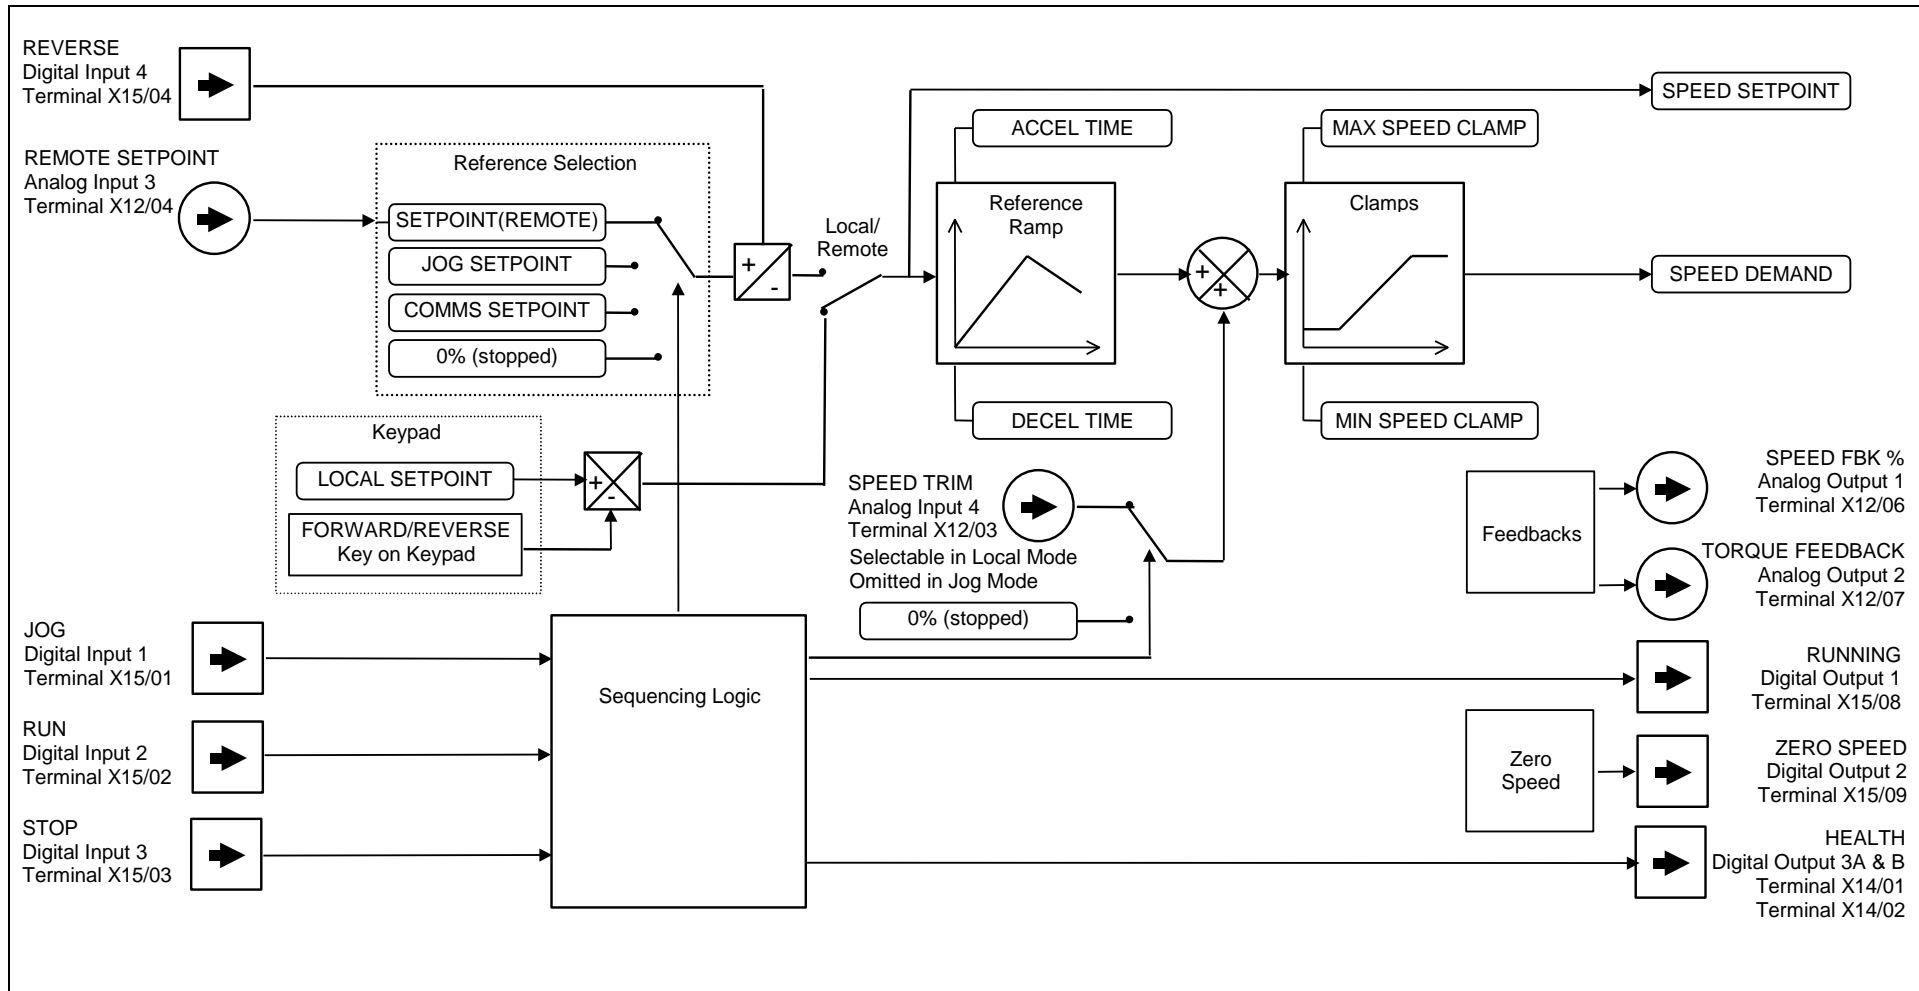 REVERSE
Digital Input 4
Terminal X15/04
REMOTE SETPOINT
Analog Input 3
Terminal X12/04
Reference Selection
SETPOINT(REMOTE)
JOG SETPOINT
COMMS SETPOINT
0% (stopped)
+
-
Local/
Remote
Keypad
LOCAL SETPOINT
FORWARD/REVERSE
Key on Keypad
+
-
ACCEL TIME
Reference
Ramp
DECEL TIME
+
+
MAX SPEED CLAMP
Clamps
MIN SPEED CLAMP
SPEED SETPOINT
SPEED DEMAND
SPEED TRIM
Analog Input 4
Terminal X12/03
Selectable in Local Mode
Omitted in Jog Mode
0% (stopped)
JOG
Digital Input 1
Terminal X15/01
RUN
Digital Input 2
Terminal X15/02
STOP
Digital Input 3
Terminal X15/03
Sequencing Logic
Feedbacks
SPEED FBK %
Analog Output 1
Terminal X12/06
TORQUE FEEDBACK
Analog Output 2
Terminal X12/07
RUNNING
Digital Output 1
Terminal X15/08
Zero
Speed
ZERO SPEED
Digital Output 2
Terminal X15/09
HEALTH
Digital Output 3A & B
Terminal X14/01
Terminal X14/02